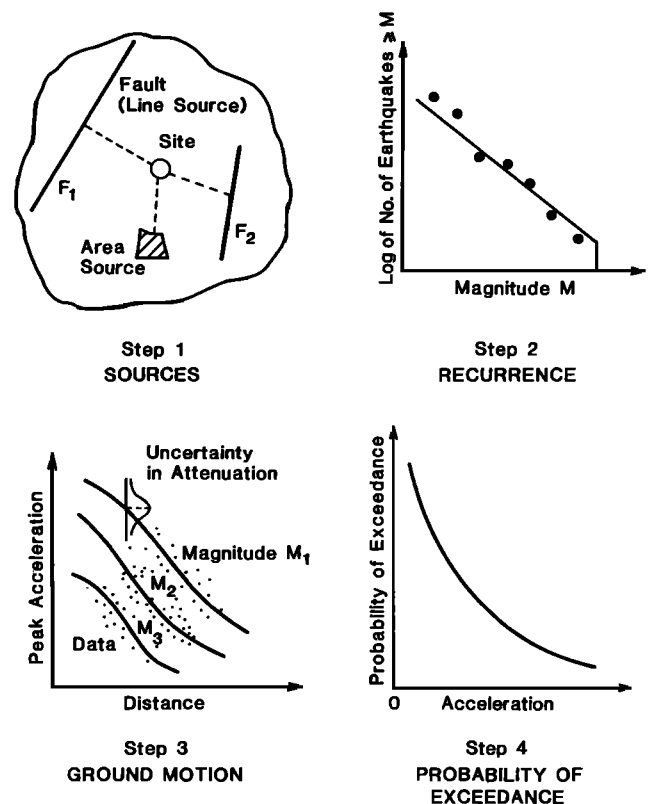 Fault
(Line Source)
Site
F1
F2
Area
Source
Step 1
SOURCES
Log of No. of Earthquakes ⩾ M
Magnitude M
Step 2
RECURRENCE
Uncertainty
in Attenuation
Magnitude M1
M2
M3
Data
Peak Acceleration
Distance
Step 3
GROUND MOTION
Probability of Exceedance
0
Acceleration
Step 4
PROBABILITY OF
EXCEEDANCE